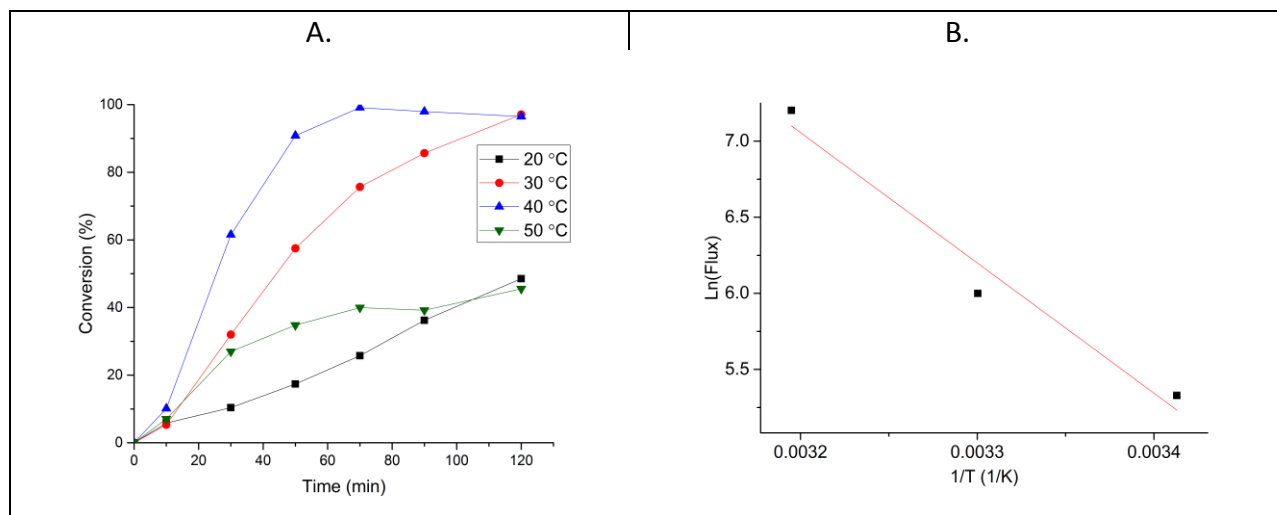 A.
B.
100
80
60
40
20
0
0 20 40 60 80 100 120
Conversion (%)
Time (min)
20 °C
30 °C
40 °C
50 °C
7.0
6.5
6.0
5.5
0.0032 0.0033 0.0034
Ln(Flux)
1/T (1/K)